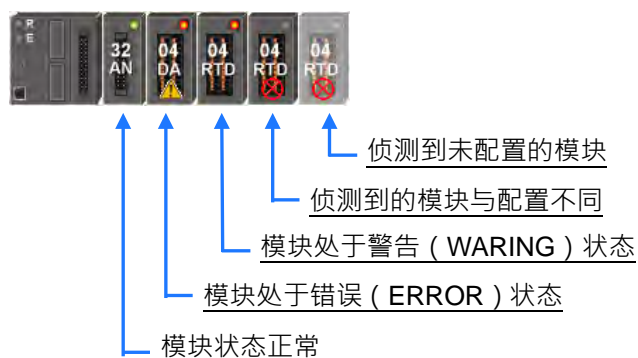 R
E
32 04 04 04 04
AN DA RTD RTD RTD
侦测到未配置的模块
侦测到的模块与配置不同
模块处于警告（WARING）状态
模块处于错误（ERROR）状态
模块状态正常